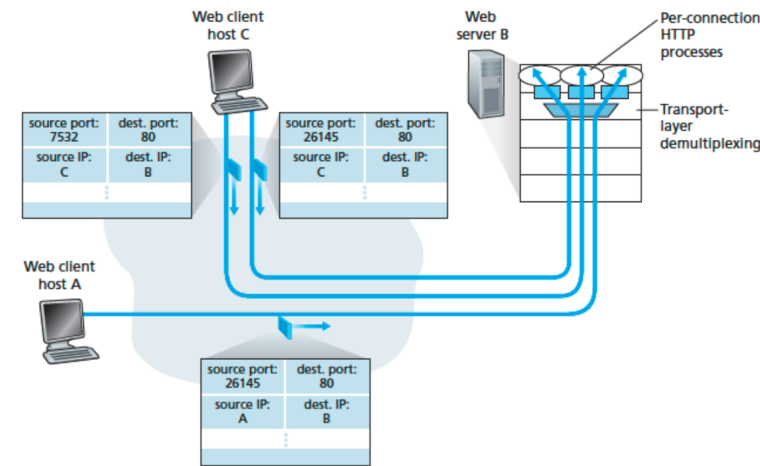 Web client
host C
Web
server B
Per-connection
HTTP
processes
Transport-
layer
demultiplexing
source port:
7532
dest. port:
80
source IP:
C
dest. IP:
B
source port:
26145
dest. port:
80
source IP:
C
dest. IP:
B
Web client
host A
source port:
26145
dest. port:
80
source IP:
A
dest. IP:
B